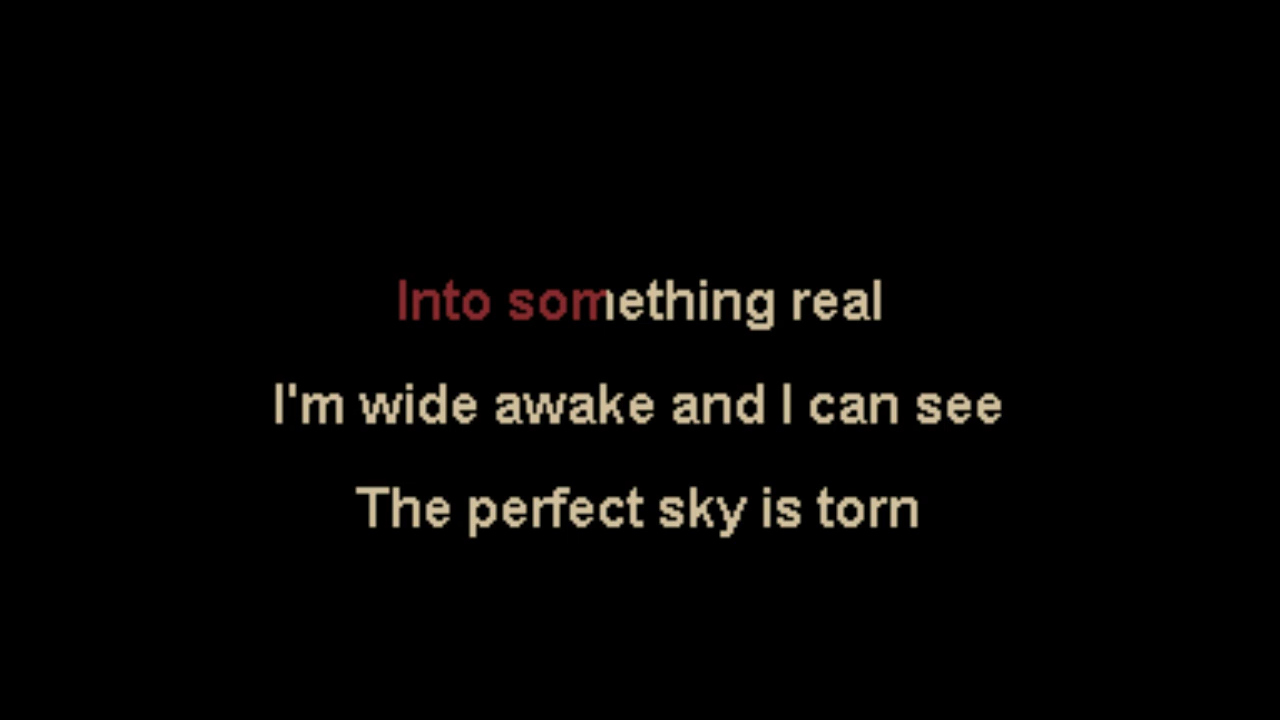 Into something real
I'm wide awake and I can see
The perfect sky is torn